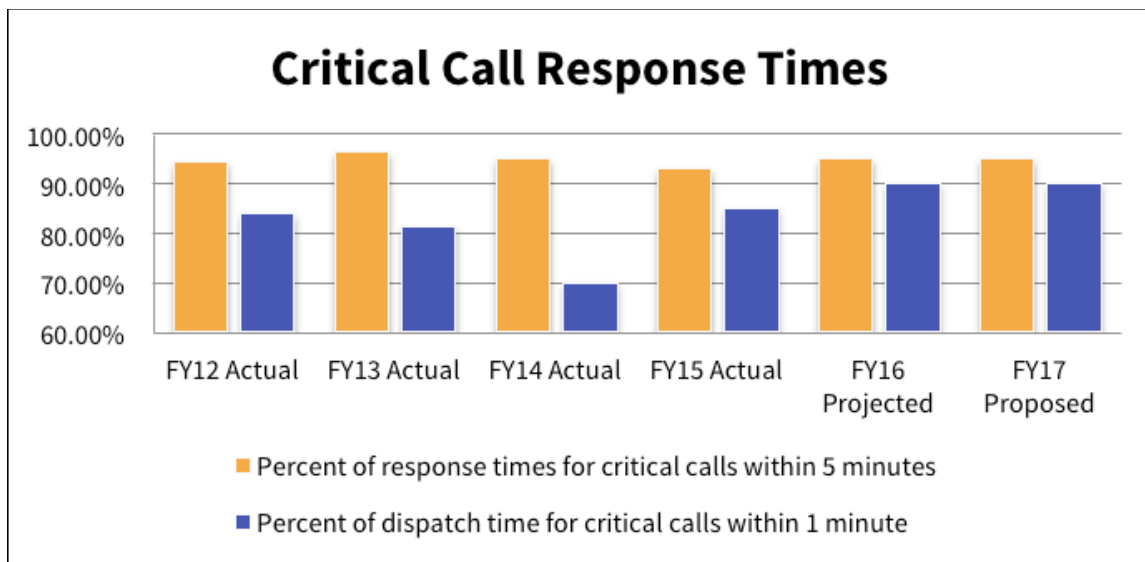 Critical Call Response Times
100.00%
90.00%
80.00%
70.00%
60.00%
FY12 Actual
FY13 Actual
FY14 Actual
FY15 Actual
FY16
Projected
FY17
Proposed
Percent of response times for critical calls within 5 minutes
Percent of dispatch time for critical calls within 1 minute